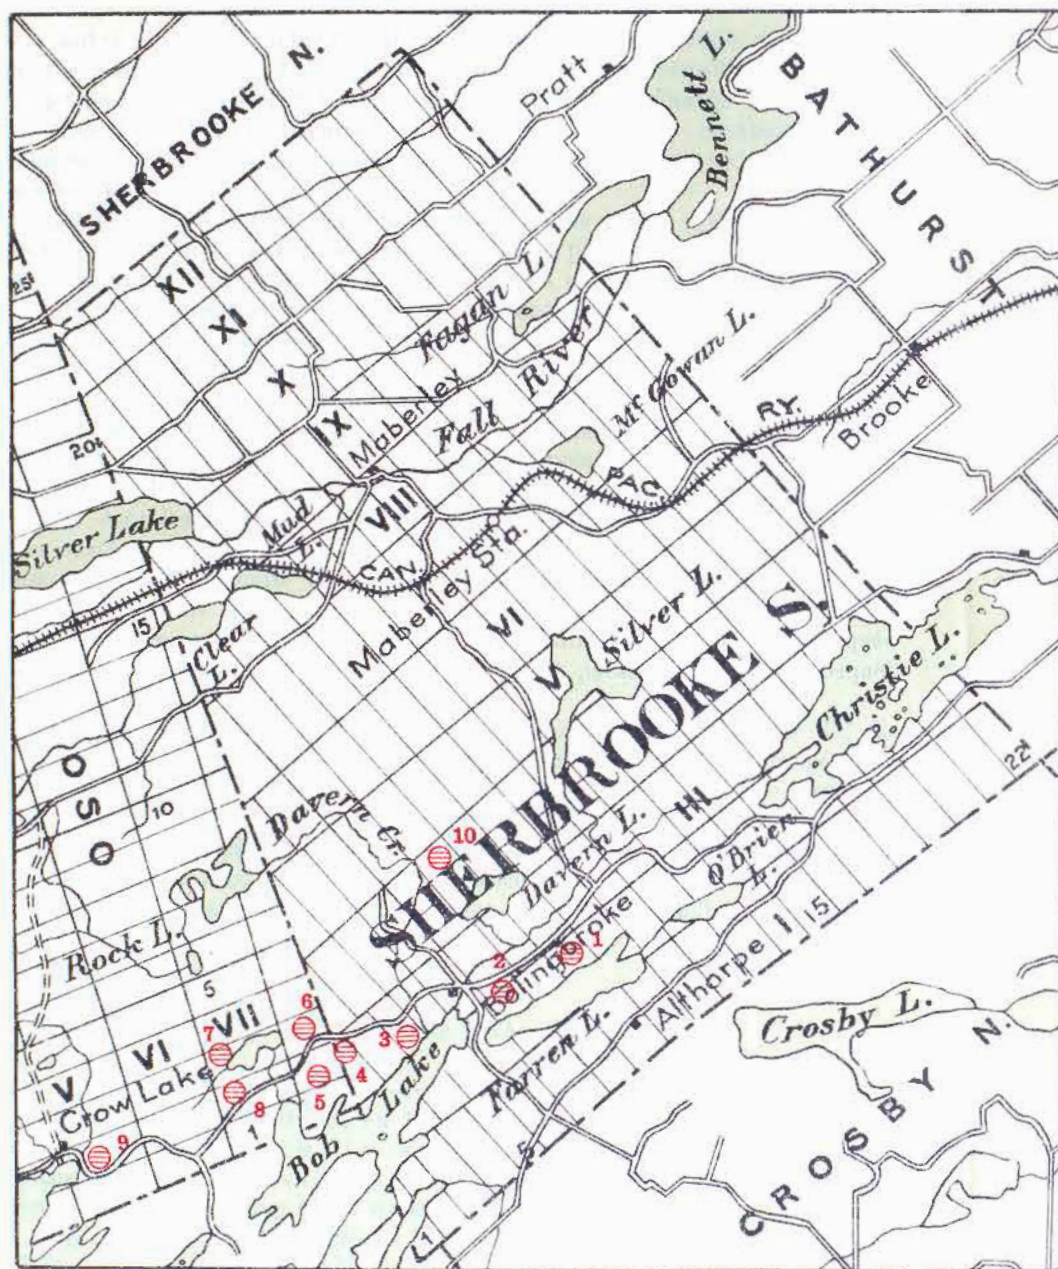 SHERBROOKE N.
Pratt
Bennett L.
BATHURST
25
XII
XI
X
IX
Fagan L.
Maberley
Fall River
McGowan L.
RY.
Brooke
20
Silver Lake
Mud L.
VIII
PAC.
CAN.
Maberley Sta.
15
Clear L.
VI
V
Silver L.
SHERBROOKE S.
Christie L.
22
OSO
10
Davern Cr.
10
Davern L.
III
O'Brien L.
Rock L.
Bolingbroke
1
2
15
I
Althorpe
5
VII
6
7
3
4
5
8
VI
V
Crow Lake
9
1
Bob Lake
Farren L.
5
1
Crosby L.
CROSBY N.